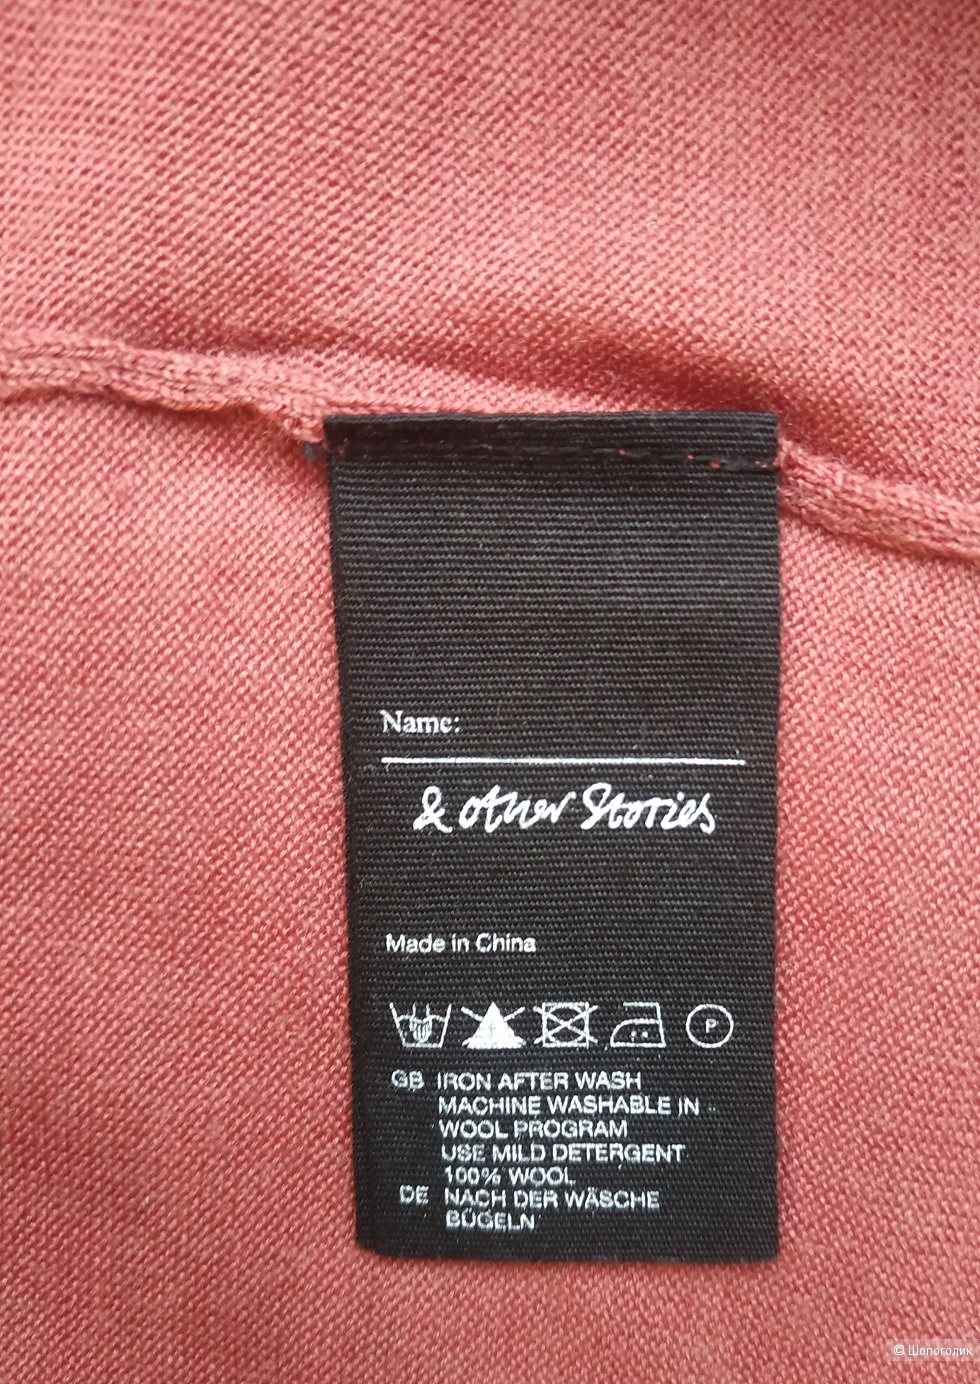 Name:
& other Stories
Made in China
P
GB IRON AFTER WASH
MACHINE WASHABLE IN
WOOL PROGRAM
USE MILD DETERGENT
100% WOOL
DE NACH DER WÄSCHE
BÜGELN
© Шопоголик